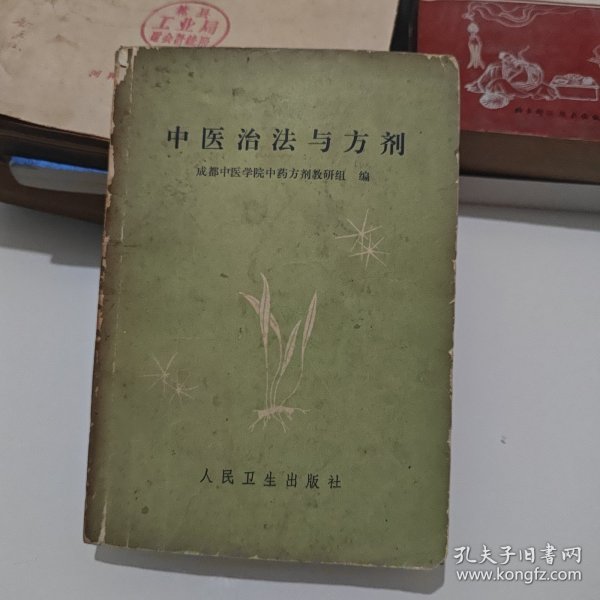 工业局
中医治法与方剂
成都中医学院中药方剂教研组 编
人民卫生出版社
孔夫子旧书网
www.kongfz.com